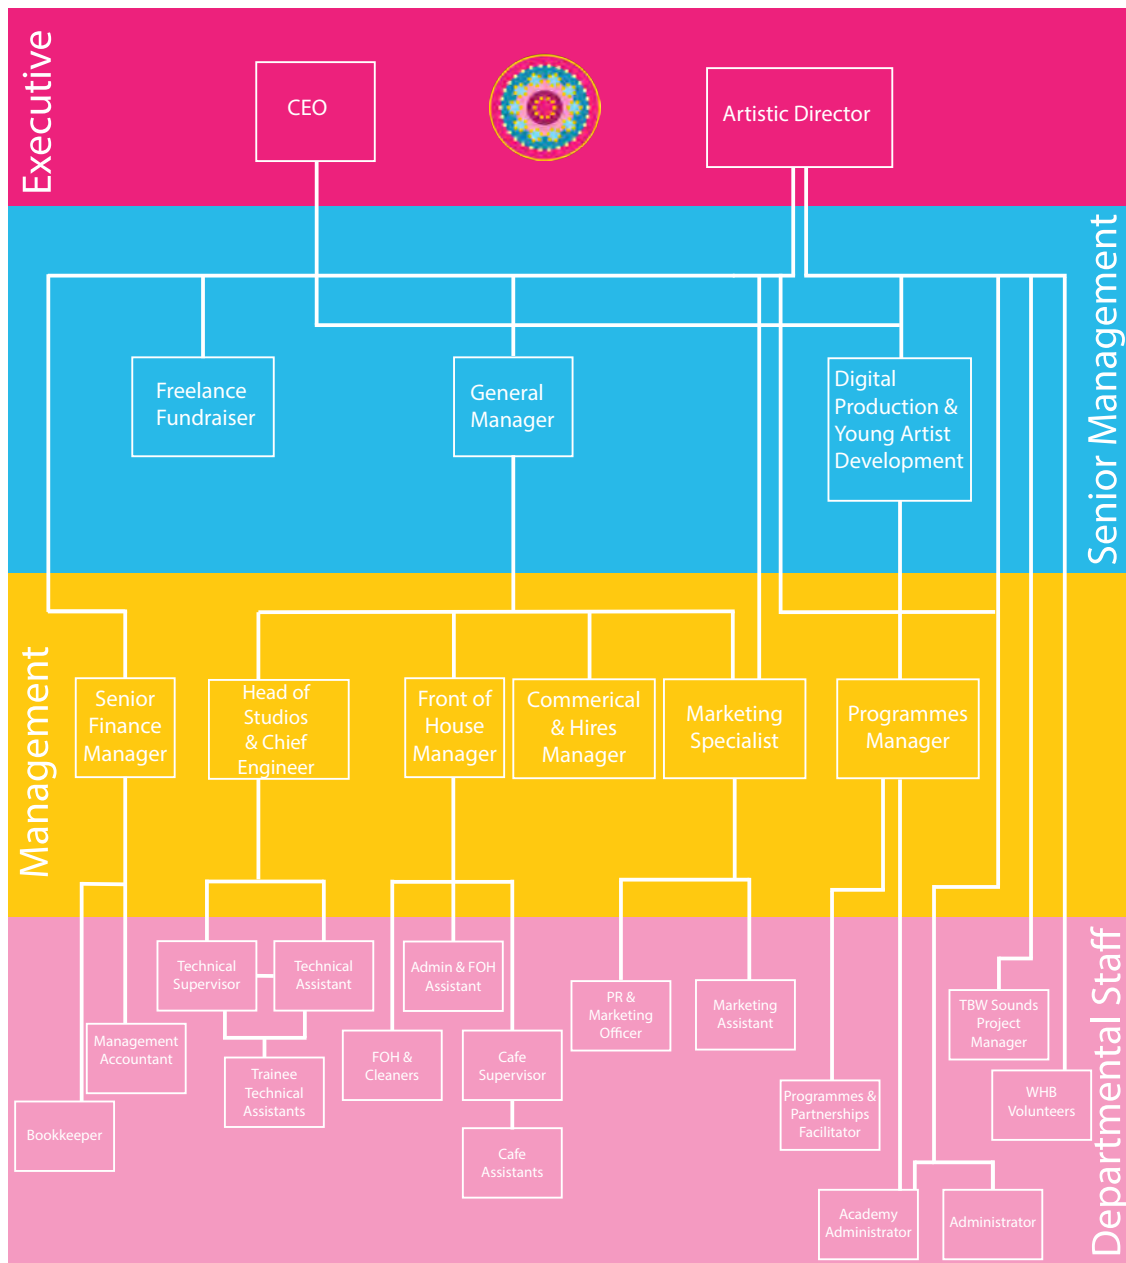 Executive
CEO
Artistic Director
Senior Management
Freelance
Fundraiser
General
Manager
Digital
Production &
Young Artist
Development
Management
Senior
Finance
Manager
Head of
Studios
& Chief
Engineer
Front of
House
Manager
Commerical
& Hires
Manager
Marketing
Specialist
Programmes
Manager
Departmental Staff
Technical
Supervisor
Technical
Assistant
Admin & FOH
Assistant
PR &
Marketing
Officer
Marketing
Assistant
TBW Sounds
Project
Manager
Management
Accountant
FOH &
Cleaners
Cafe
Supervisor
Trainee
Technical
Assistants
Programmes &
Partnerships
Facilitator
WHB
Volunteers
Bookkeeper
Cafe
Assistants
Academy
Administrator
Administrator